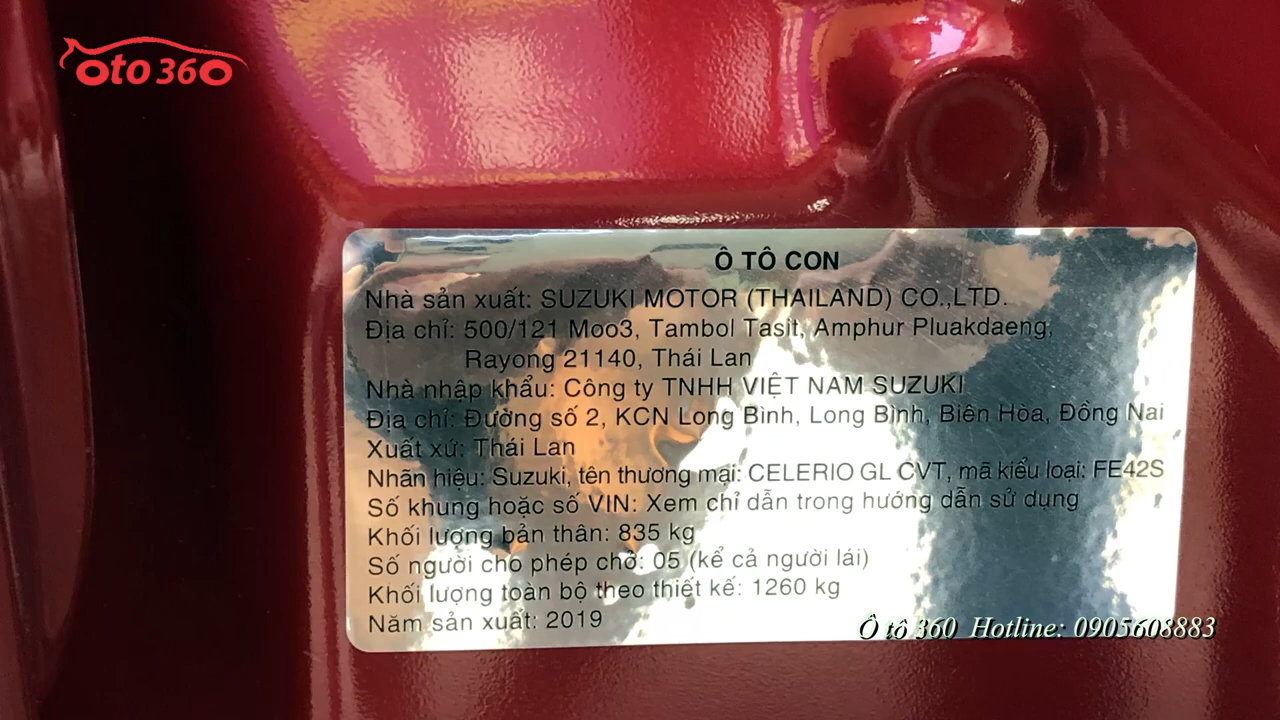 oto 360
Ô TÔ CON
Nhà sản xuất: SUZUKI MOTOR (THAILAND) CO.,LTD.
Địa chỉ: 500/121 Moo3, Tambol Tasit, Amphur Pluakdaeng,
Rayong 21140, Thái Lan
Nhà nhập khẩu: Công ty TNHH VIỆT NAM SUZUKI
Địa chỉ: Đường số 2, KCN Long Bình, Long Bình, Biên Hòa, Đồng Nai
Xuất xứ: Thái Lan
Nhãn hiệu: Suzuki, tên thương mại: CELERIO GL CVT, mã kiểu loại: FE42S
Số khung hoặc số VIN: Xem chỉ dẫn trong hướng dẫn sử dụng
Khối lượng bản thân: 835 kg
Số người cho phép chở: 05 (kể cả người lái)
Khối lượng toàn bộ theo thiết kế: 1260 kg
Năm sản xuất: 2019
Ô tô 360 Hotline: 0905608883